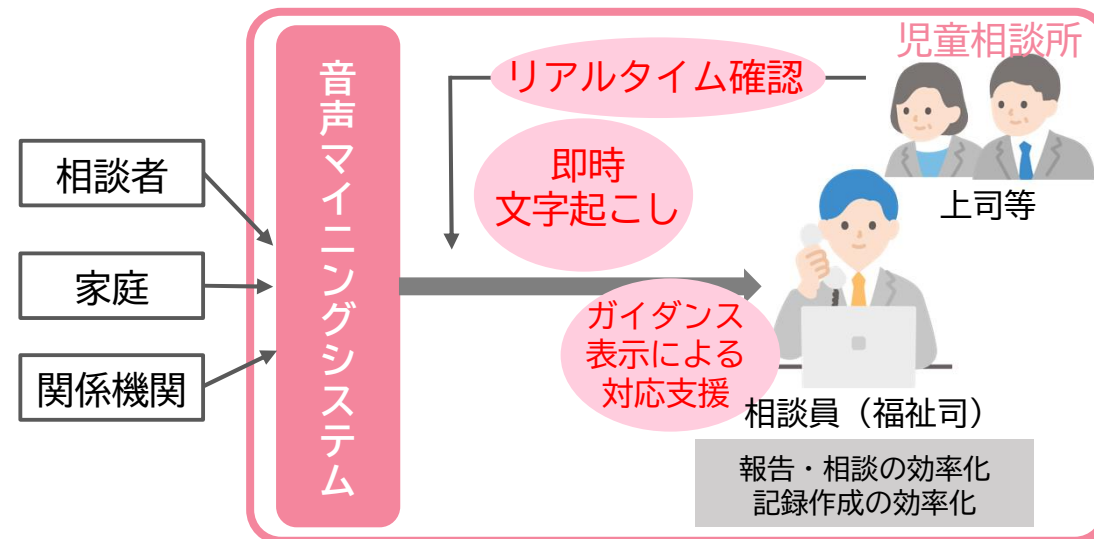 児童相談所
リアルタイム確認
音声マイニングシステム
即時
文字起こし
上司等
相談者
家庭
関係機関
ガイダンス
表示による
対応支援
相談員（福祉司）
報告・相談の効率化
記録作成の効率化